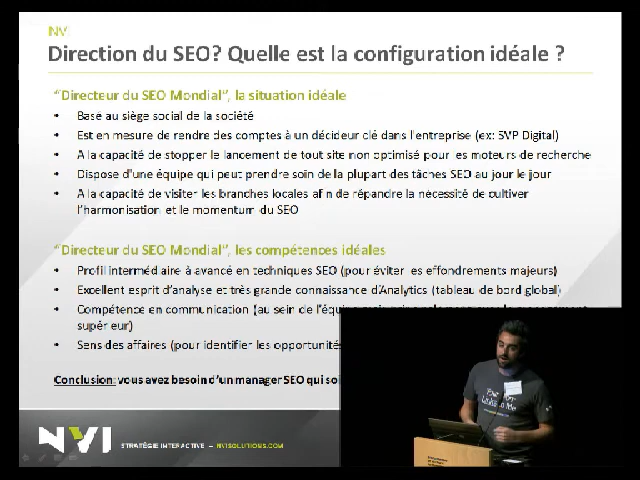 NVI
Direction du SEO? Quelle est la configuration idéale ?
“Directeur du SEO Mondial”, la situation idéale
• Basé au siège social de la société
• Est en mesure de rendre des comptes à un décideur clé dans l'entreprise (ex: SVP Digital)
• A la capacité de stopper le lancement de tout site non optimisé pour les moteurs de recherche
• Dispose d'une équipe qui peut prendre soin de la plupart des tâches SEO au jour le jour
• A la capacité de visiter les branches locales afin de répandre la nécessité de cultiver
l’harmonisation et le momentum du SEO
“Directeur du SEO Mondial”, les compétences idéales
• Profil intermédiaire à avancé en techniques SEO (pour éviter les effondrements majeurs)
• Excellent esprit d’analyse et très grande connaissance d’Analytics (tableau de bord global)
• Compétence en communication (au sein de l’équipe
supérieur)
• Sens des affaires (pour identifier les opportunités
Conclusion: vous avez besoin d’un manager SEO qui soi
NVI STRATÉGIE INTERACTIVE – NVISOLUTIONS.COM